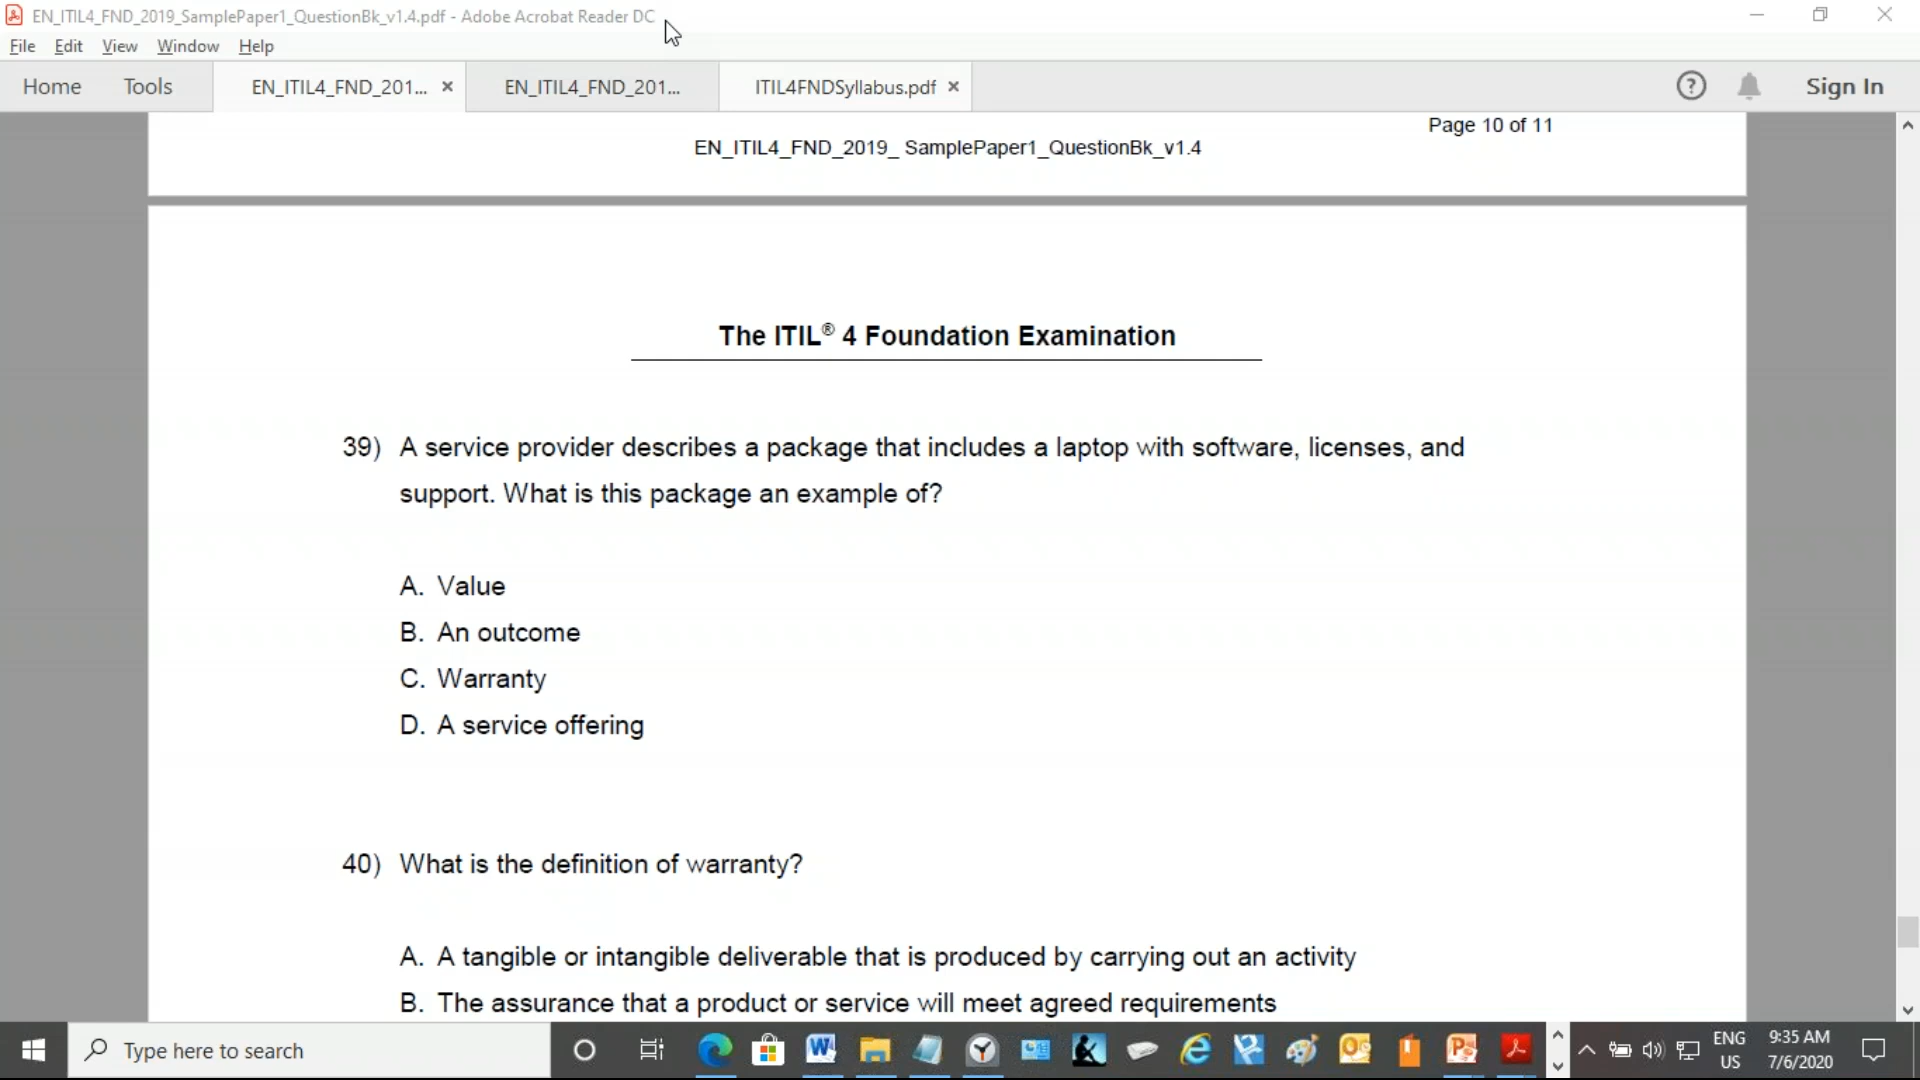 EN_ITIL4_FND_2019_SamplePaper1_QuestionBk_v1.4.pdf - Adobe Acrobat Reader DC
File Edit View Window Help
Home Tools EN_ITIL4_FND_201... × EN_ITIL4_FND_201... ITIL4FNDSyllabus.pdf × Sign In
Page 10 of 11
EN_ITIL4_FND_2019_ SamplePaper1_QuestionBk_v1.4
The ITIL® 4 Foundation Examination
39) A service provider describes a package that includes a laptop with software, licenses, and
support. What is this package an example of?
A. Value
B. An outcome
C. Warranty
D. A service offering
40) What is the definition of warranty?
A. A tangible or intangible deliverable that is produced by carrying out an activity
B. The assurance that a product or service will meet agreed requirements
Type here to search ENG 9:35 AM
US 7/6/2020